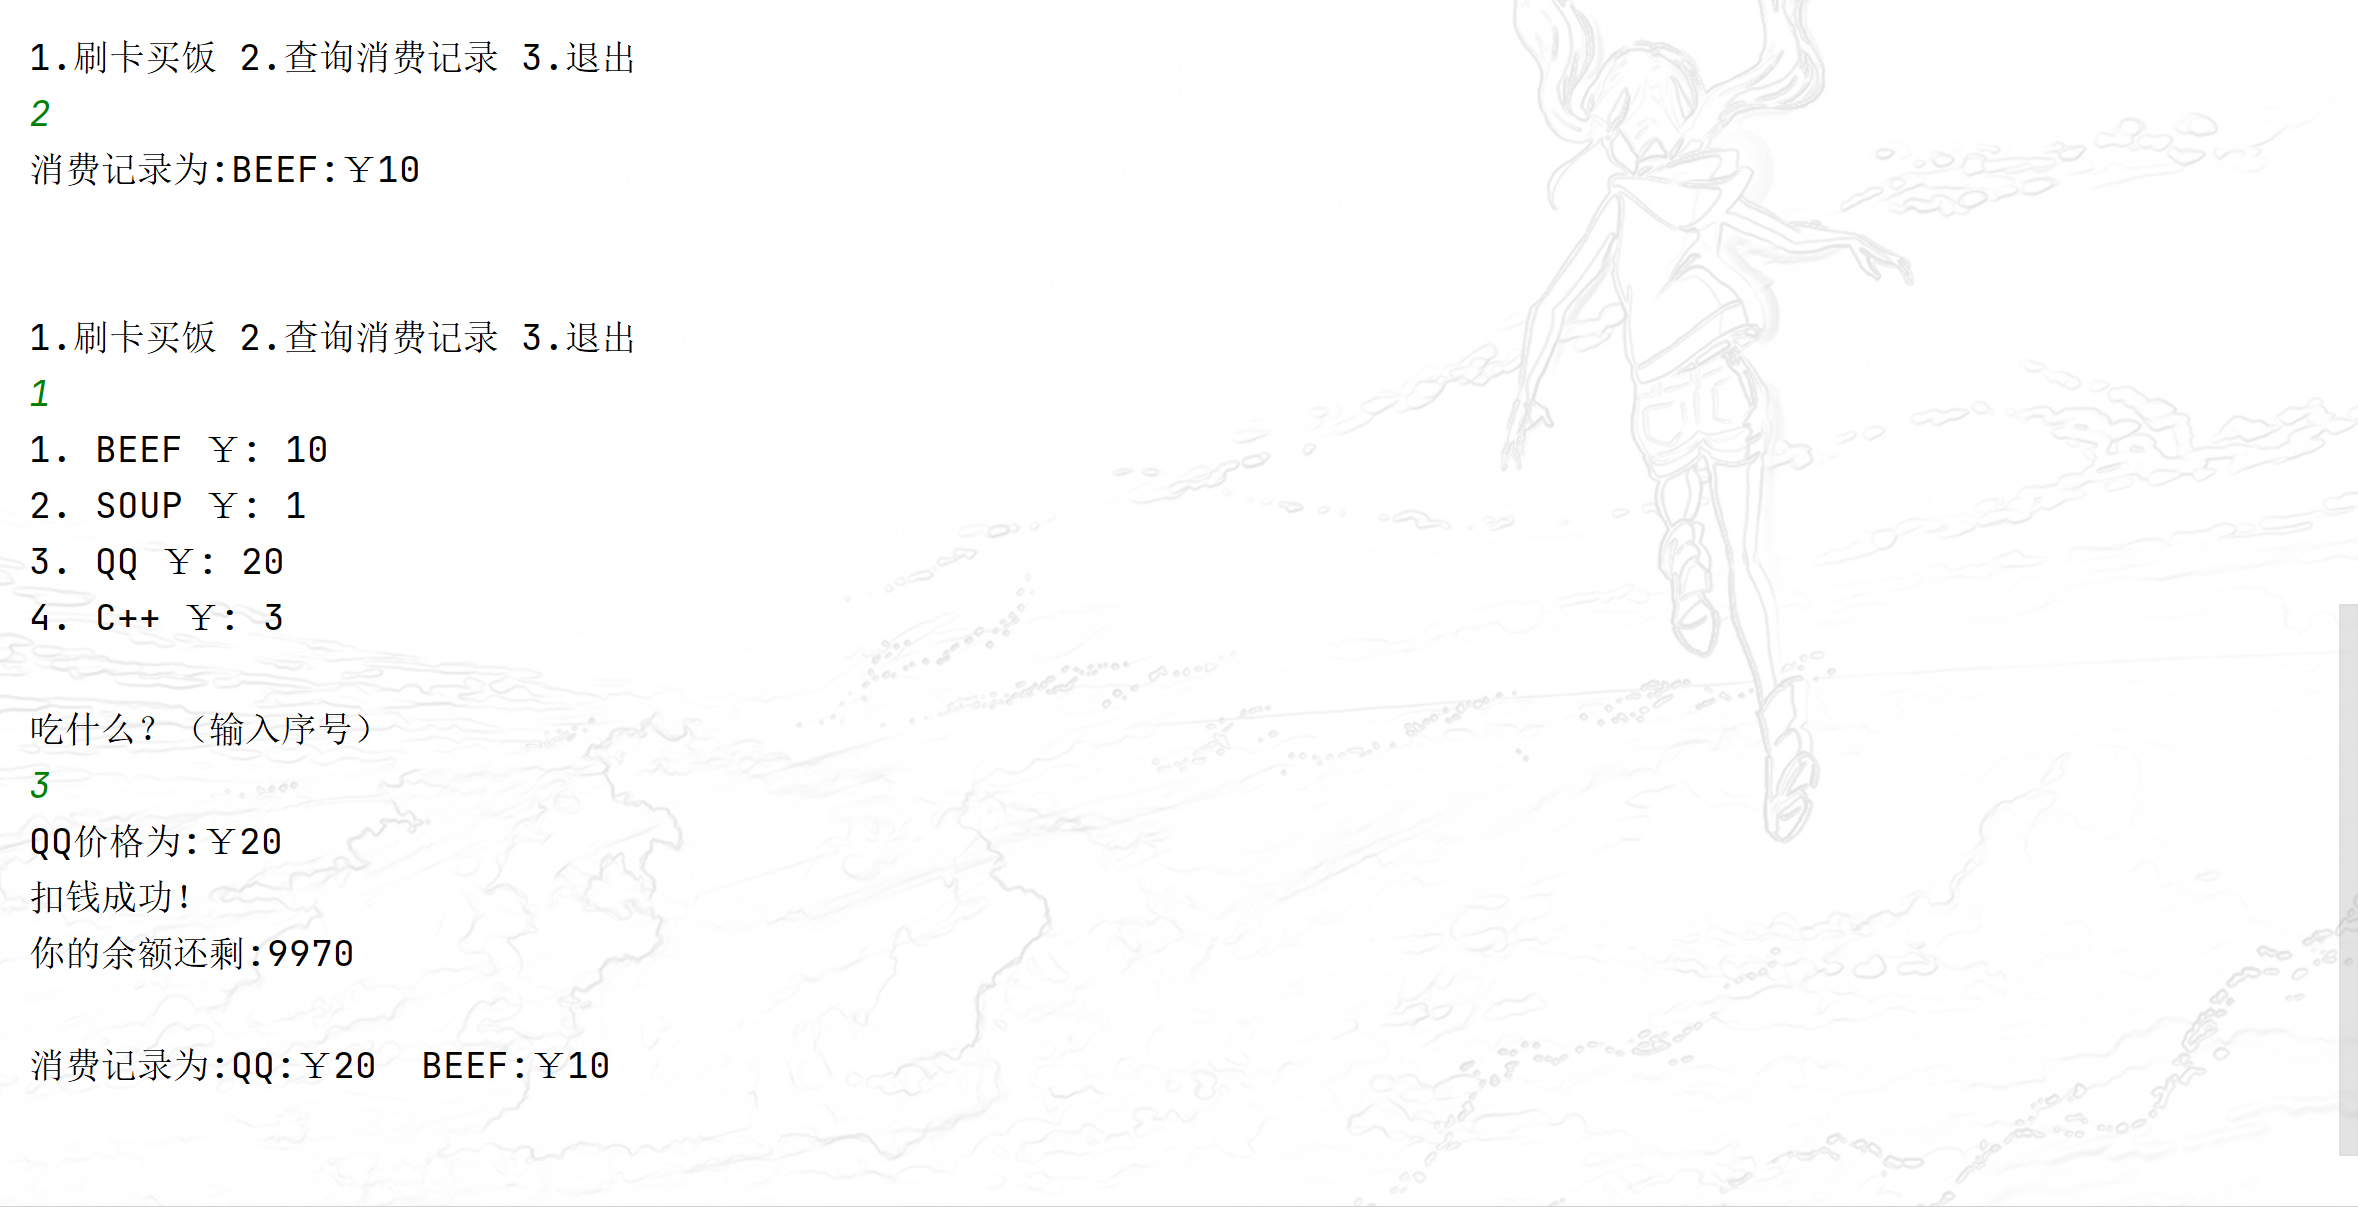 1.刷卡买饭 2.查询消费记录 3.退出
2
消费记录为:BEEF:￥10
1.刷卡买饭 2.查询消费记录 3.退出
1
1. BEEF ￥: 10
2. SOUP ￥: 1
3. QQ ￥: 20
4. C++ ￥: 3
吃什么？（输入序号）
3
QQ价格为:￥20
扣钱成功！
你的余额还剩:9970
消费记录为:QQ:￥20  BEEF:￥10